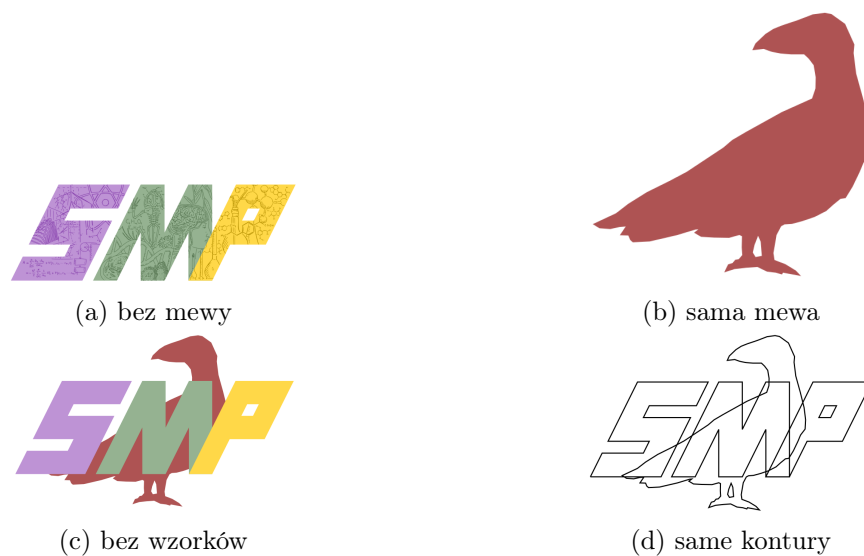 SMP
(a) bez mewy
(b) sama mewa
SMP
SMP
(c) bez wzorków
(d) same kontury